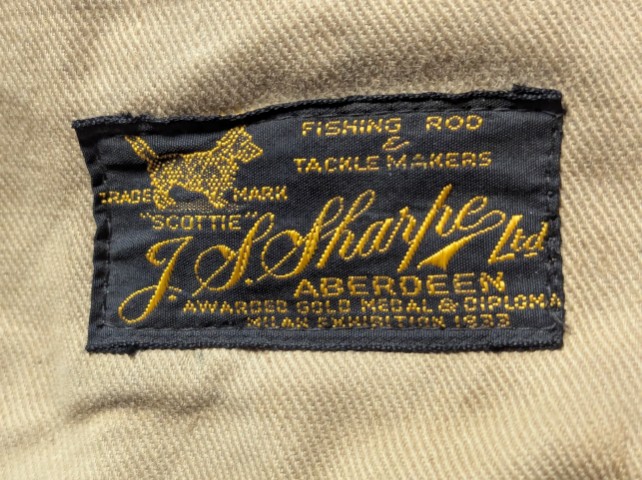 FISHING ROD
&
TACKLE MAKERS
TRADE MARK
"SCOTTIE"
J. S. Sharpe Ltd
ABERDEEN
AWARDED GOLD MEDAL & DIPLOMA
MILAN EXHIBITION 1933